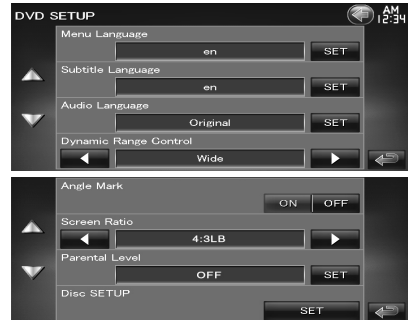 DVD SETUP
AM 12:34
Menu Language
en SET
Subtitle Language
en SET
Audio Language
Original SET
Dynamic Range Control
Wide
Angle Mark
ON OFF
Screen Ratio
4:3LB
Parental Level
OFF SET
Disc SETUP
SET